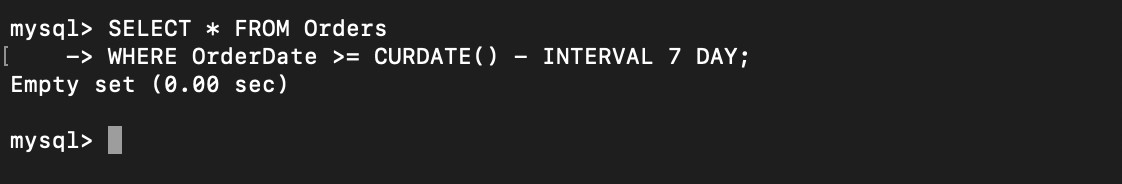 mysql> SELECT * FROM Orders
[    -> WHERE OrderDate >= CURDATE() - INTERVAL 7 DAY;
Empty set (0.00 sec)
mysql>